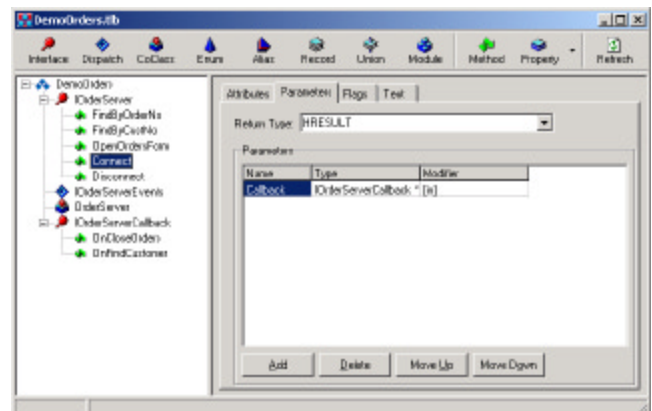 DemoOrders.tlb
Interface Dispatch CoClass Enum Alias Record Union Module Method Property Refresh
DemoOrders
IOrderServer
FindByOrderNo
FindByCustNo
OpenOrdersForm
Connect
Disconnect
IOrderServerEvents
OrderServer
IOrderServerCallback
OnCloseOrders
OnFindCustomer
Attributes Parameters Flags Text
Return Type: HRESULT
Parameters
Name Type Modifier
Callback IOrderServerCallback * [in]
Add Delete Move Up Move Down